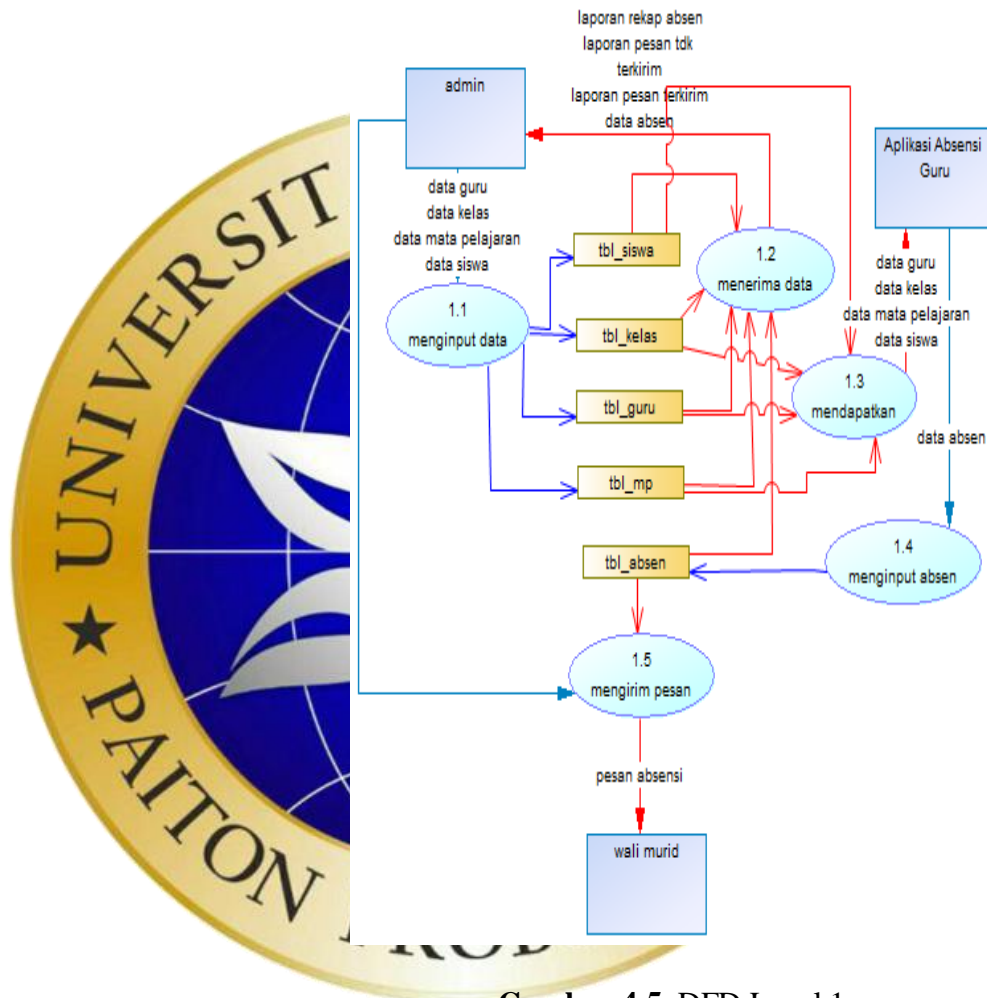 laporan rekap absen
laporan pesan tdk
terkirim
laporan pesan terkirim
data absen
admin
Aplikasi Absensi
Guru
data guru
data kelas
data mata pelajaran
data siswa
tbl_siswa
1.2
menerima data
data guru
data kelas
data mata pelajaran
data siswa
1.1
menginput data
tbl_kelas
1.3
mendapatkan
tbl_guru
data absen
tbl_mp
1.4
menginput absen
tbl_absen
1.5
mengirim pesan
pesan absensi
wali murid
UNIVERSIT
★ PAITON